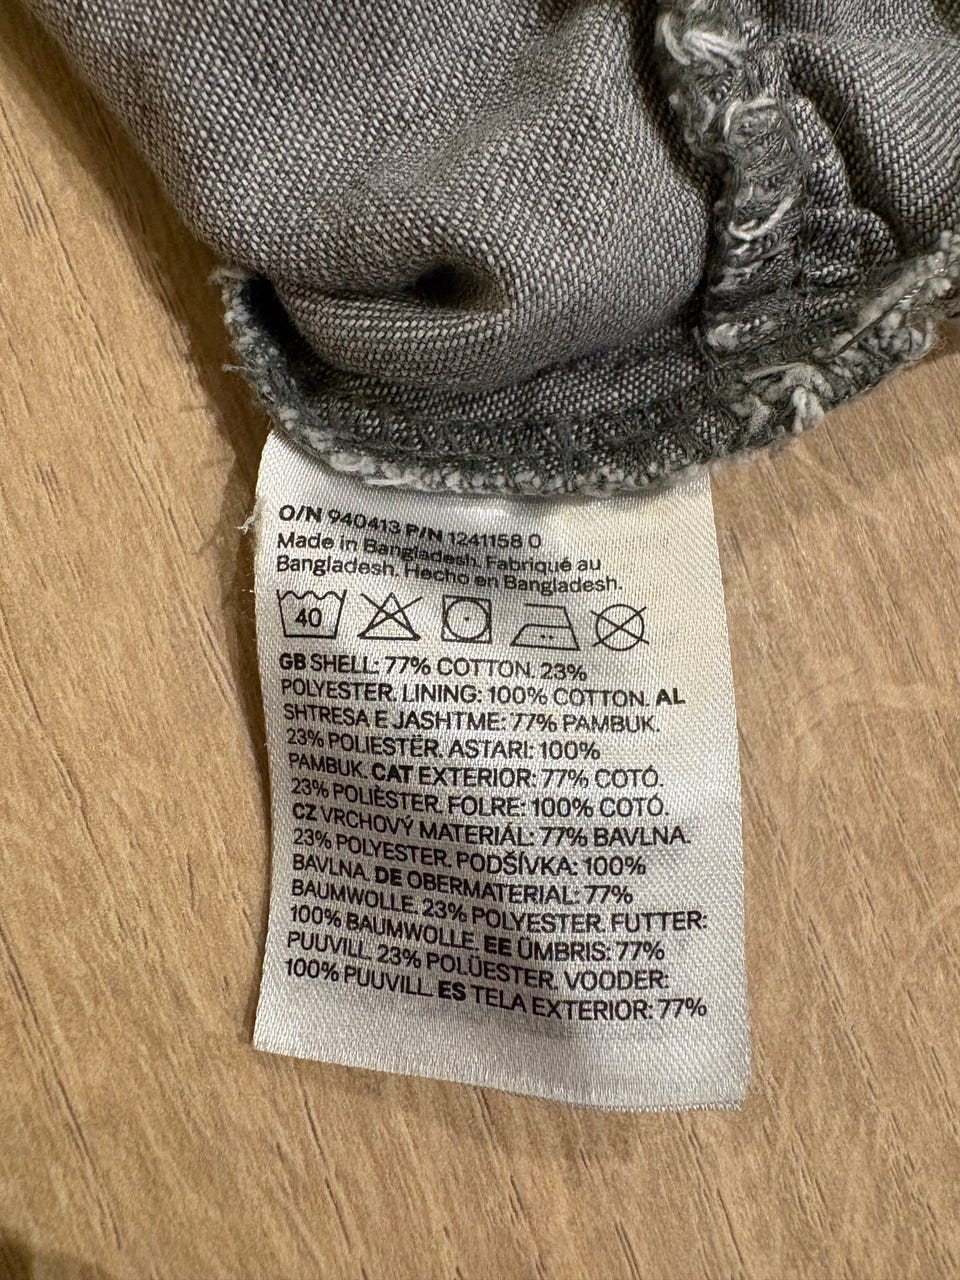 O/N 940413 P/N 1241158 0
Made in Bangladesh. Fabriqué au
Bangladesh. Hecho en Bangladesh.
40
GB SHELL: 77% COTTON. 23%
POLYESTER. LINING: 100% COTTON. AL
SHTRESA E JASHTME: 77% PAMBUK.
23% POLIESTËR. ASTARI: 100%
PAMBUK. CAT EXTERIOR: 77% COTÓ.
23% POLIÈSTER. FOLRE: 100% COTÓ.
CZ VRCHOVÝ MATERIÁL: 77% BAVLNA.
23% POLYESTER. PODŠÍVKA: 100%
BAVLNA. DE OBERMATERIAL: 77%
BAUMWOLLE. 23% POLYESTER. FUTTER:
100% BAUMWOLLE. EE ÜMBRIS: 77%
PUUVILL. 23% POLÜESTER. VOODER:
100% PUUVILL. ES TELA EXTERIOR: 77%